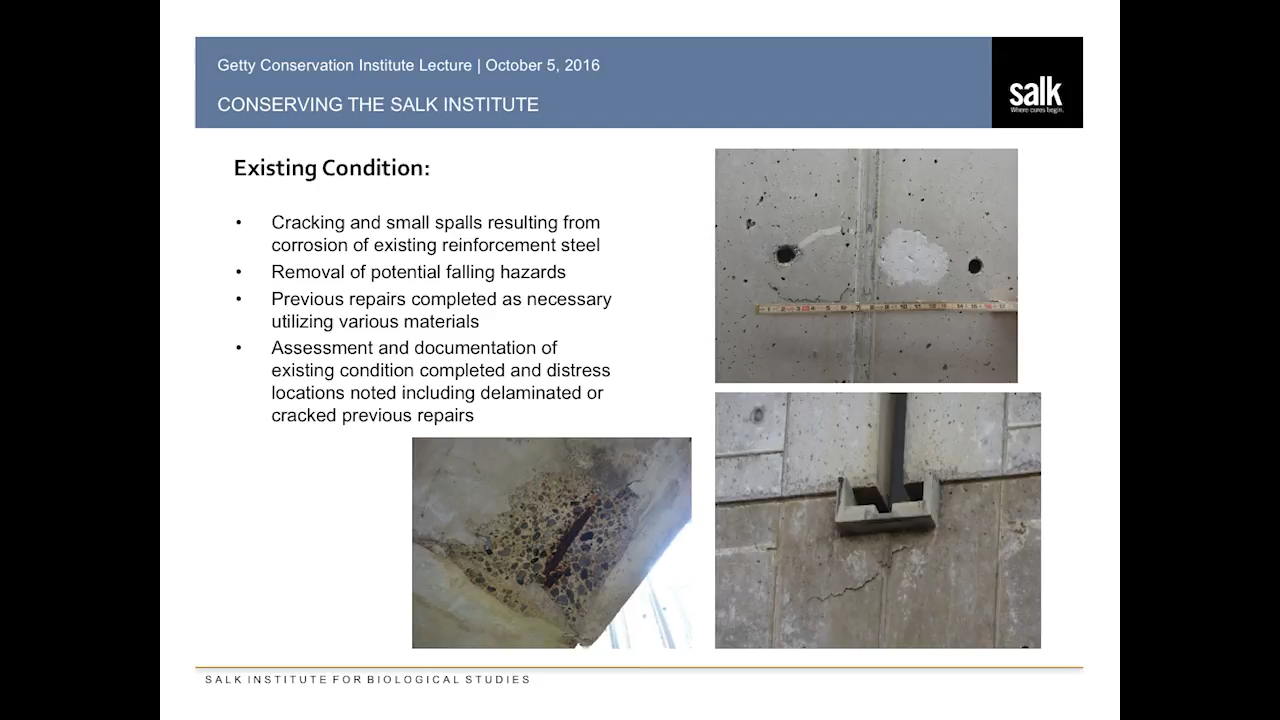 Getty Conservation Institute Lecture | October 5, 2016
CONSERVING THE SALK INSTITUTE
salk
Where cures begin.
Existing Condition:
• Cracking and small spalls resulting from
corrosion of existing reinforcement steel
• Removal of potential falling hazards
• Previous repairs completed as necessary
utilizing various materials
• Assessment and documentation of
existing condition completed and distress
locations noted including delaminated or
cracked previous repairs
SALK INSTITUTE FOR BIOLOGICAL STUDIES